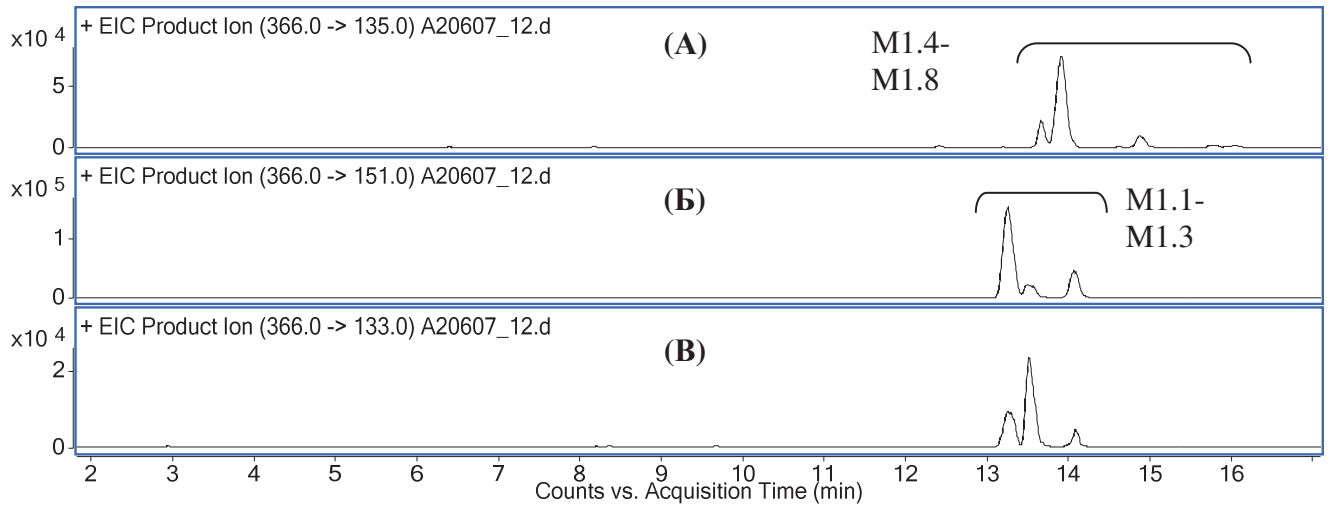 + EIC Product Ion (366.0 -> 135.0) A20607_12.d
x10 4
(А)
M1.4-
M1.8
5
0
+ EIC Product Ion (366.0 -> 151.0) A20607_12.d
x10 5
(Б)
M1.1-
M1.3
1
0
+ EIC Product Ion (366.0 -> 133.0) A20607_12.d
x10 4
(В)
2
0
2 3 4 5 6 7 8 9 10 11 12 13 14 15 16
Counts vs. Acquisition Time (min)